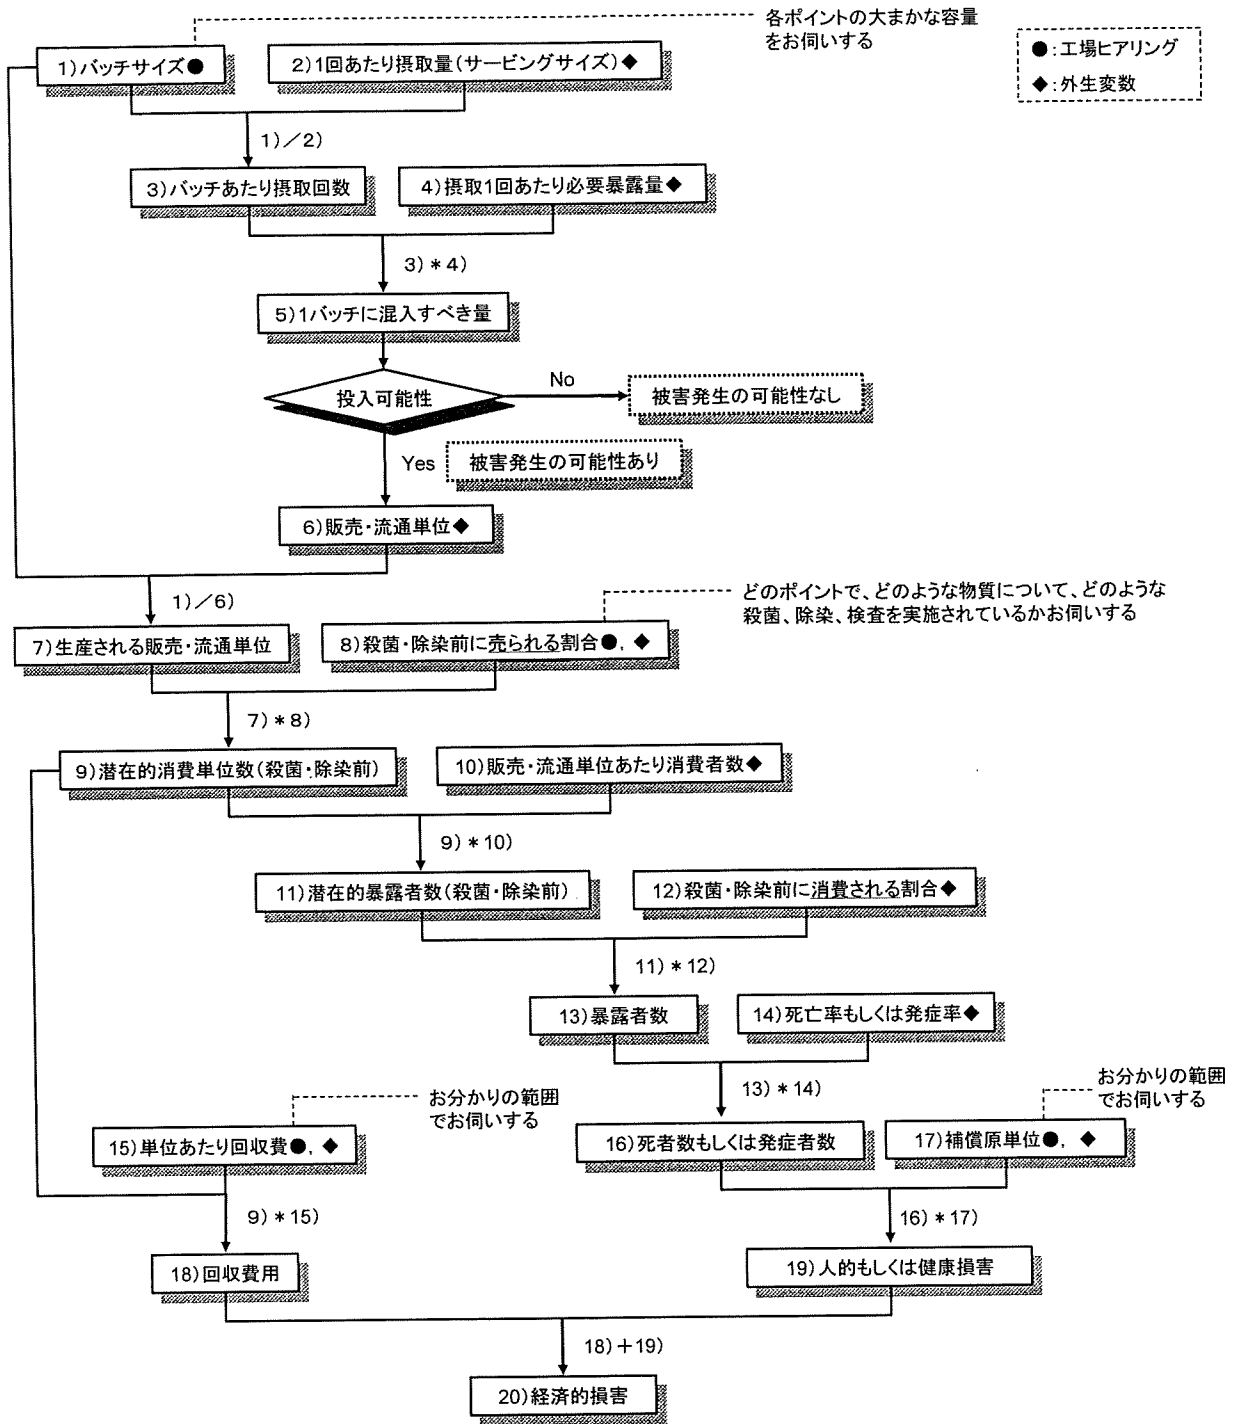 各ポイントの大まかな容量
をお伺いする
●:工場ヒアリング
◆:外生変数
1)バッチサイズ●
2)1回あたり摂取量(サービングサイズ)◆
1)/2)
3)バッチあたり摂取回数
4)摂取1回あたり必要暴露量◆
3)*4)
5)1バッチに混入すべき量
投入可能性
No
被害発生の可能性なし
Yes
被害発生の可能性あり
6)販売・流通単位◆
1)/6)
どのポイントで、どのような物質について、どのような
殺菌、除染、検査を実施されているかお伺いする
7)生産される販売・流通単位
8)殺菌・除染前に売られる割合●, ◆
7)*8)
9)潜在的消費単位数(殺菌・除染前)
10)販売・流通単位あたり消費者数◆
9)*10)
11)潜在的暴露者数(殺菌・除染前)
12)殺菌・除染前に消費される割合◆
11)*12)
13)暴露者数
14)死亡率もしくは発症率◆
13)*14)
お分かりの範囲
でお伺いする
お分かりの範囲
でお伺いする
15)単位あたり回収費●, ◆
16)死者数もしくは発症者数
17)補償原単位●, ◆
9)*15)
16)*17)
18)回収費用
19)人的もしくは健康損害
18)+19)
20)経済的損害